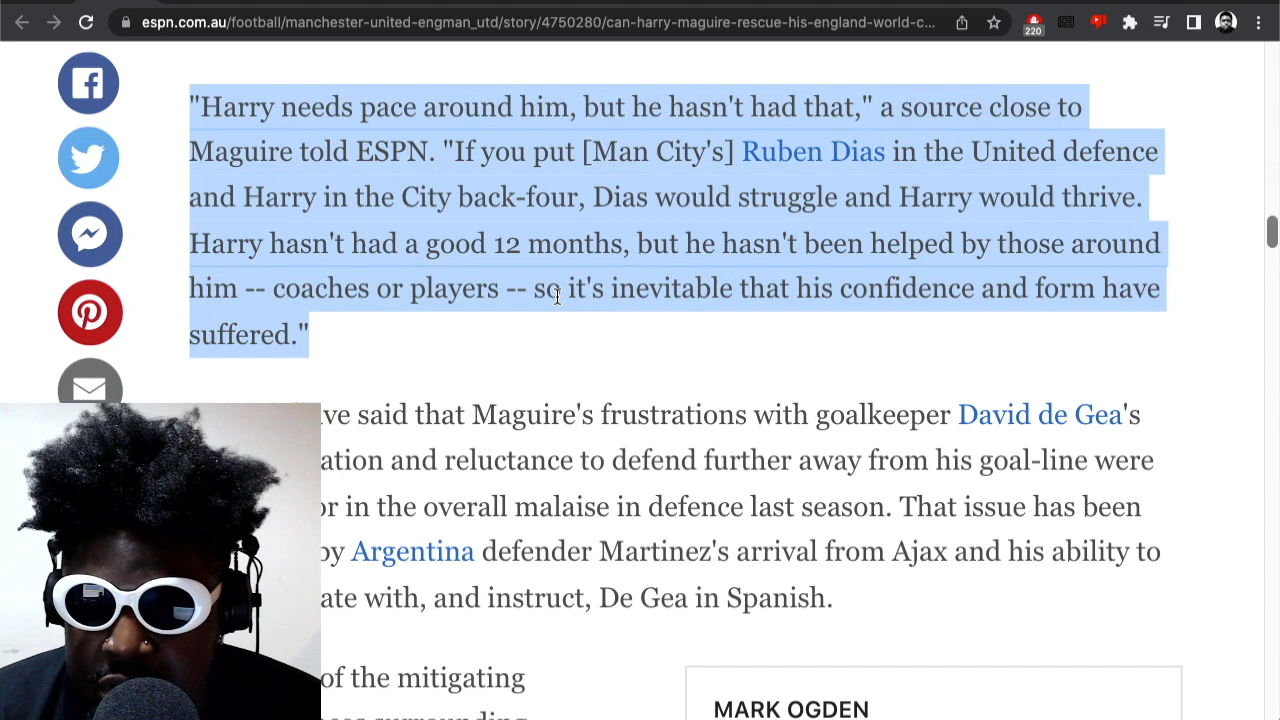 espn.com.au/football/manchester-united-engman_utd/story/4750280/can-harry-maguire-rescue-his-england-world-c...
220
"Harry needs pace around him, but he hasn't had that," a source close to
Maguire told ESPN. "If you put [Man City's] Ruben Dias in the United defence
and Harry in the City back-four, Dias would struggle and Harry would thrive.
Harry hasn't had a good 12 months, but he hasn't been helped by those around
him -- coaches or players -- so it's inevitable that his confidence and form have
suffered."
ve said that Maguire's frustrations with goalkeeper David de Gea's
ation and reluctance to defend further away from his goal-line were
or in the overall malaise in defence last season. That issue has been
by Argentina defender Martinez's arrival from Ajax and his ability to
ate with, and instruct, De Gea in Spanish.
of the mitigating
MARK OGDEN